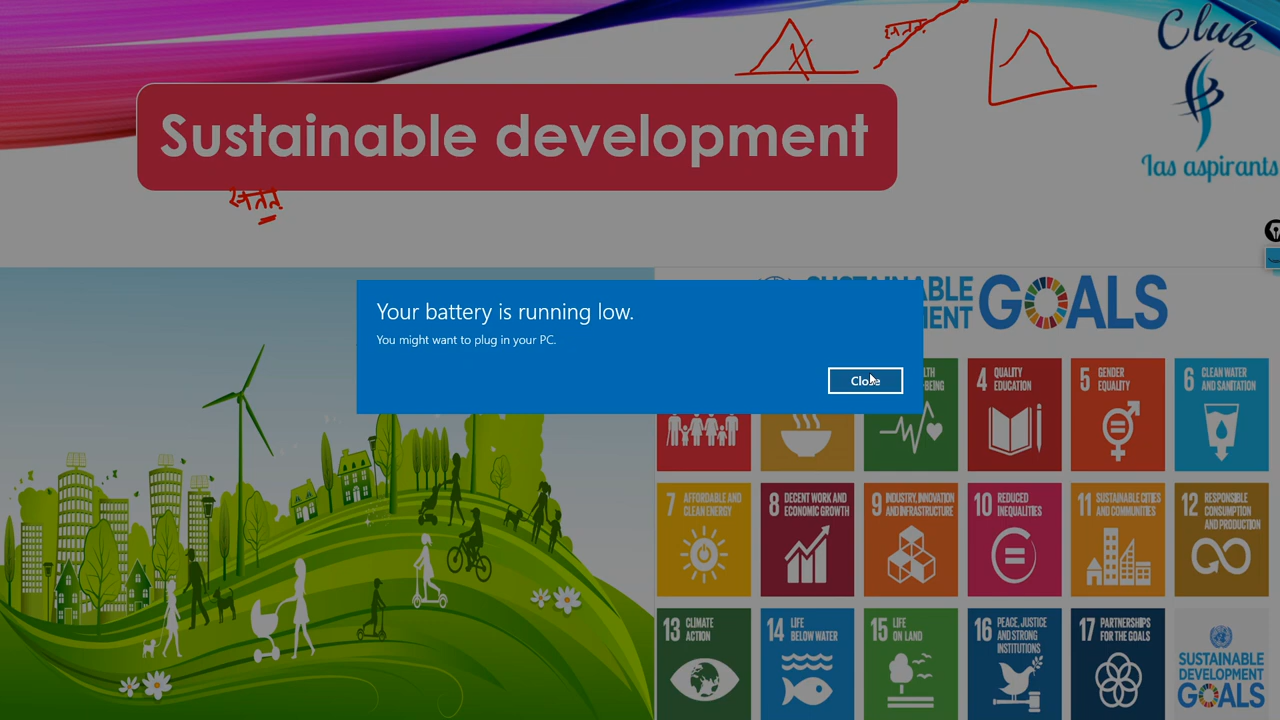 Club
Ias aspirants
सतत
Sustainable development
सतत
ABLE
MENT
GOALS
Your battery is running low.
You might want to plug in your PC.
Close
4 QUALITY
EDUCATION
5 GENDER
EQUALITY
6 CLEAN WATER
AND SANITATION
7 AFFORDABLE AND
CLEAN ENERGY
8 DECENT WORK AND
ECONOMIC GROWTH
9 INDUSTRY, INNOVATION
AND INFRASTRUCTURE
10 REDUCED
INEQUALITIES
11 SUSTAINABLE CITIES
AND COMMUNITIES
12 RESPONSIBLE
CONSUMPTION
AND PRODUCTION
13 CLIMATE
ACTION
14 LIFE
BELOW WATER
15 LIFE
ON LAND
16 PEACE, JUSTICE
AND STRONG
INSTITUTIONS
17 PARTNERSHIPS
FOR THE GOALS
SUSTAINABLE
DEVELOPMENT
GOALS